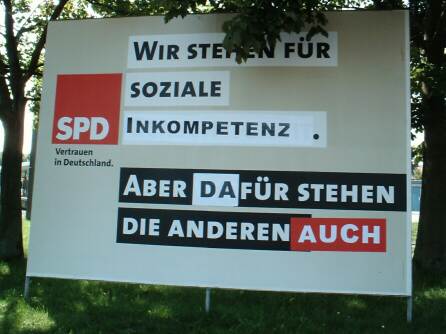 WIR STEHEN FÜR
SOZIALE
INKOMPETENZ.
SPD
Vertrauen
in Deutschland.
ABER DAFÜR STEHEN
DIE ANDEREN AUCH